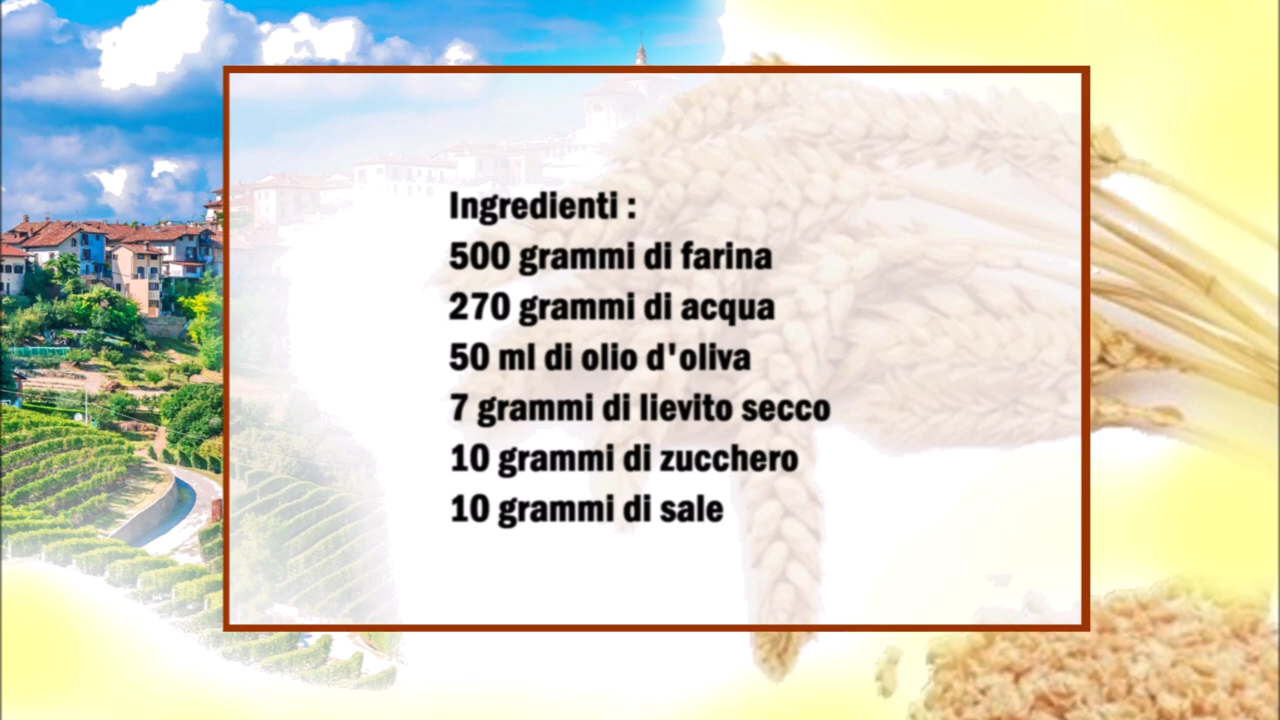 Ingredienti :
500 grammi di farina
270 grammi di acqua
50 ml di olio d'oliva
7 grammi di lievito secco
10 grammi di zucchero
10 grammi di sale